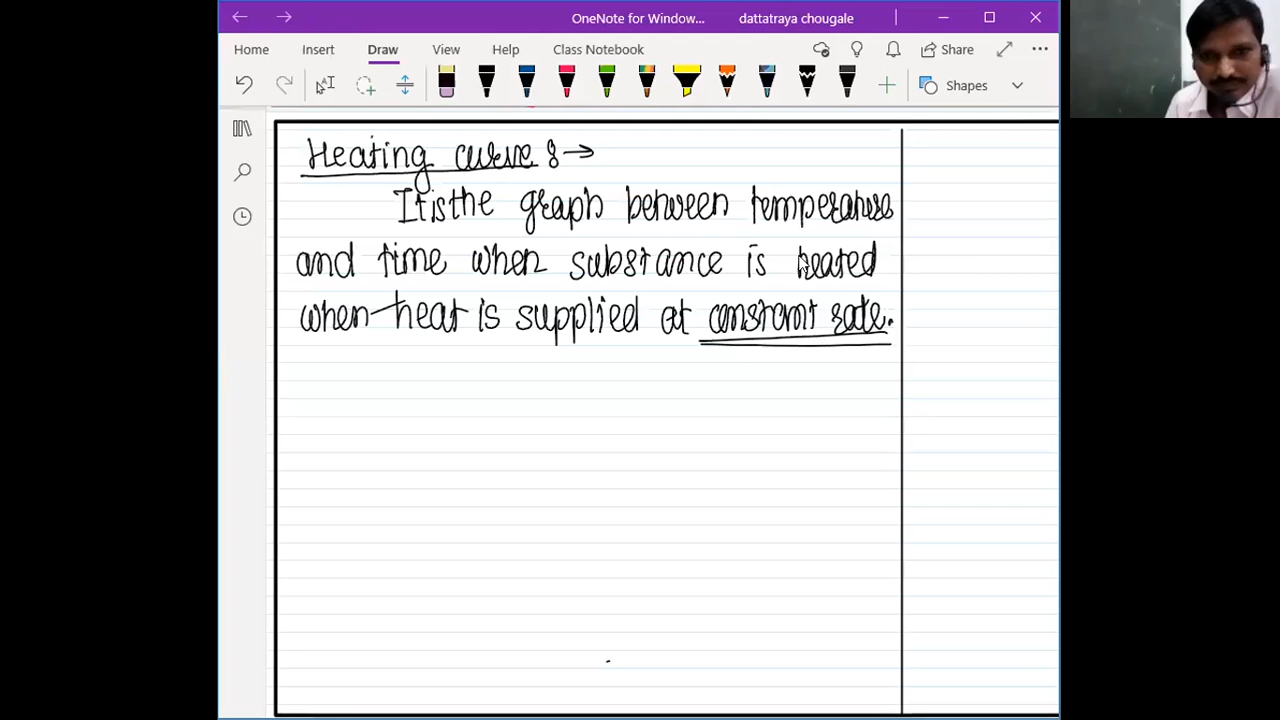 OneNote for Window... dattatraya chougale
Home Insert Draw View Help Class Notebook Share
Shapes
Heating curve :→
It is the graph between temperature
and time when substance is heated
when heat is supplied at constant rate.